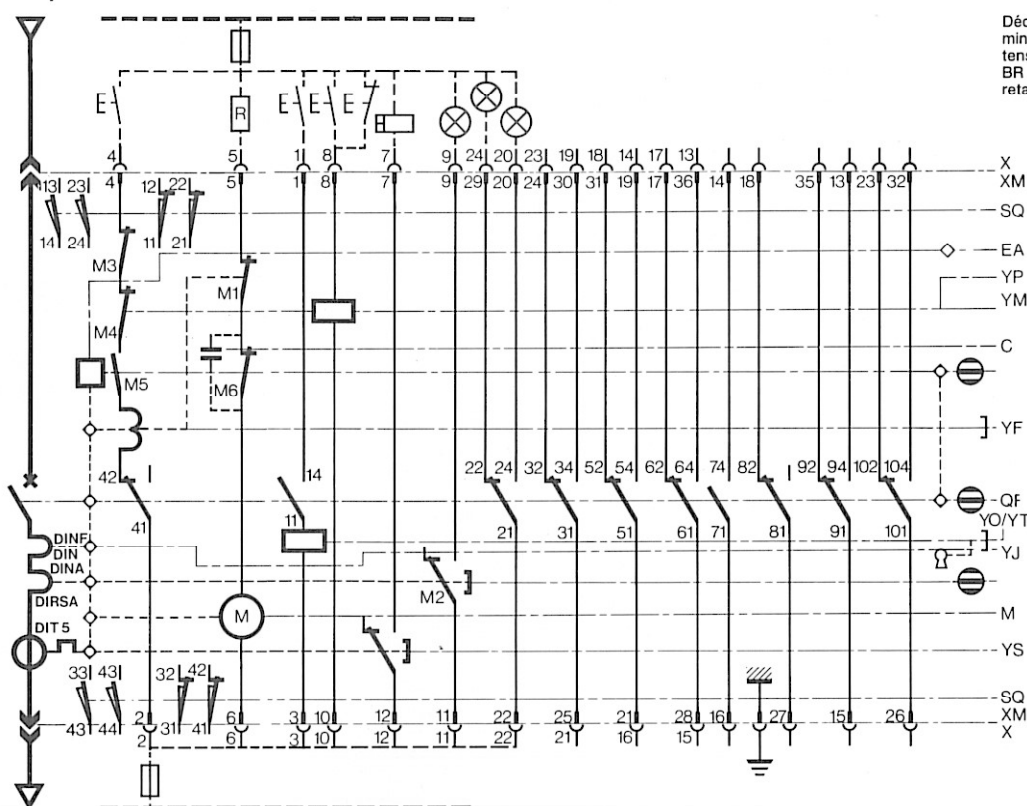 Déc
min
tens
BR
reta
R
4 5 1 8 7 9 24 20 23 19 18 14 17 13 X
13 23 4 12 22 5 1 8 7 9 29 20 24 30 31 19 17 36 14 18 35 13 23 32 XM
SQ
14 24 11 21
EA
M3
YP
M1
YM
M4
C
M5 M6
YF
42 14 22 24 32 34 52 54 62 64 74 82 92 94 102 104
QF
41 11 21 31 51 61 71 81 91 101
YO/YT
DINF
DIN
YJ
DINA
M2
DIRSA
M
M
DIT 5
YS
33 43 32 42
SQ
43 44 2 31 41 6 3 10 12 11 22 25 21 28 16 27 15 26 XM
2 6 3 10 12 11 22 21 16 15 X